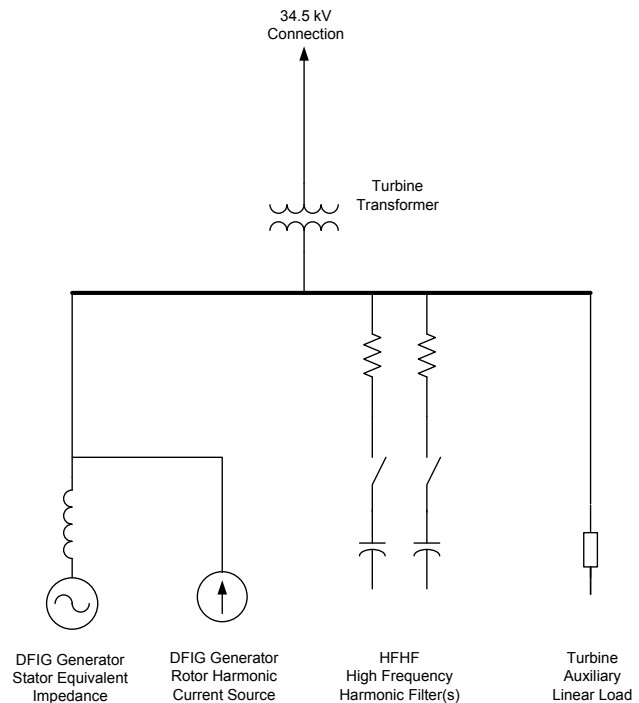 34.5 kV
Connection
Turbine
Transformer
DFIG Generator
Stator Equivalent
Impedance
DFIG Generator
Rotor Harmonic
Current Source
HFHF
High Frequency
Harmonic Filter(s)
Turbine
Auxiliary
Linear Load